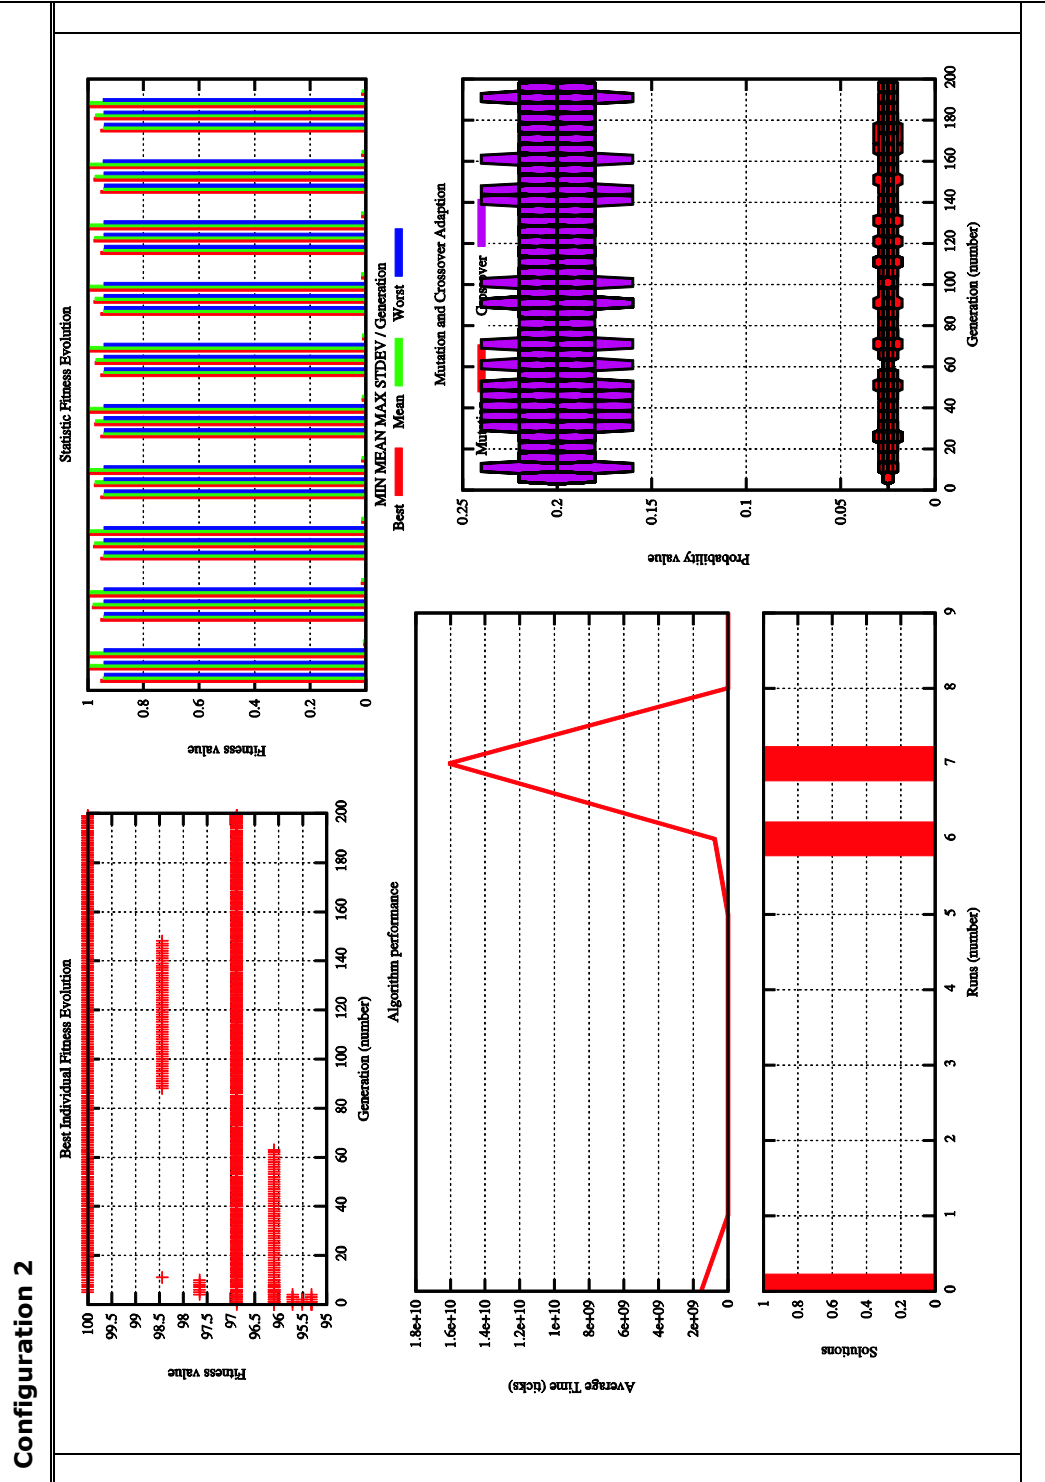 Configuration 2
Best Individual Fitness Evolution
Fitness value
100
99.5
99
98.5
98
97.5
97
96.5
96
95.5
95
0
20
40
60
80
100
120
140
160
180
200
Generation (number)
Statistic Fitness Evolution
Fitness value
1
0.8
0.6
0.4
0.2
0
MIN MEAN MAX STDEV / Generation
Best
Mean
Worst
Algorithm performance
Average Time (ticks)
1.8e+10
1.6e+10
1.4e+10
1.2e+10
1e+10
8e+09
6e+09
4e+09
2e+09
0
Solutions
1
0.8
0.6
0.4
0.2
0
0
1
2
3
4
5
6
7
8
9
Runs (number)
Mutation and Crossover Adaption
Mutation
Crossover
Probability value
0.25
0.2
0.15
0.1
0.05
0
0
20
40
60
80
100
120
140
160
180
200
Generation (number)